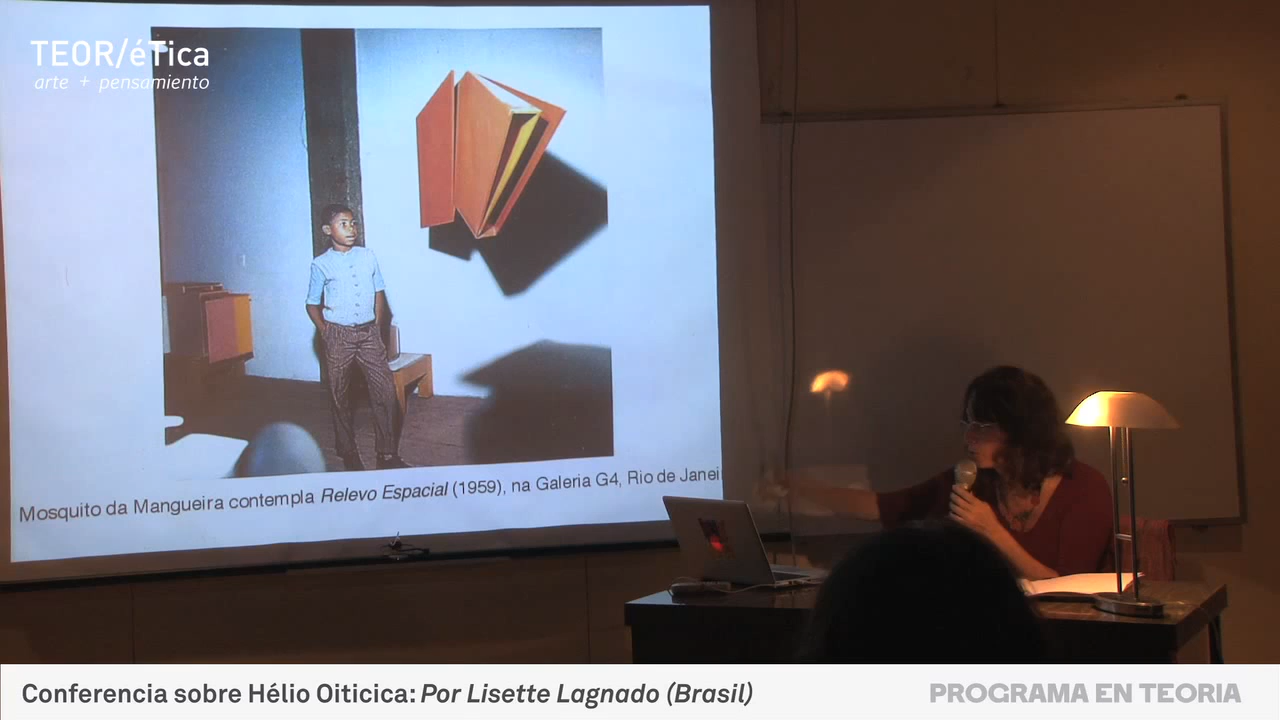 TEOR/éTica
arte + pensamiento
Mosquito da Mangueira contempla Relevo Espacial (1959), na Galeria G4, Rio de Janei
Conferencia sobre Hélio Oiticica: Por Lisette Lagnado (Brasil)
PROGRAMA EN TEORIA